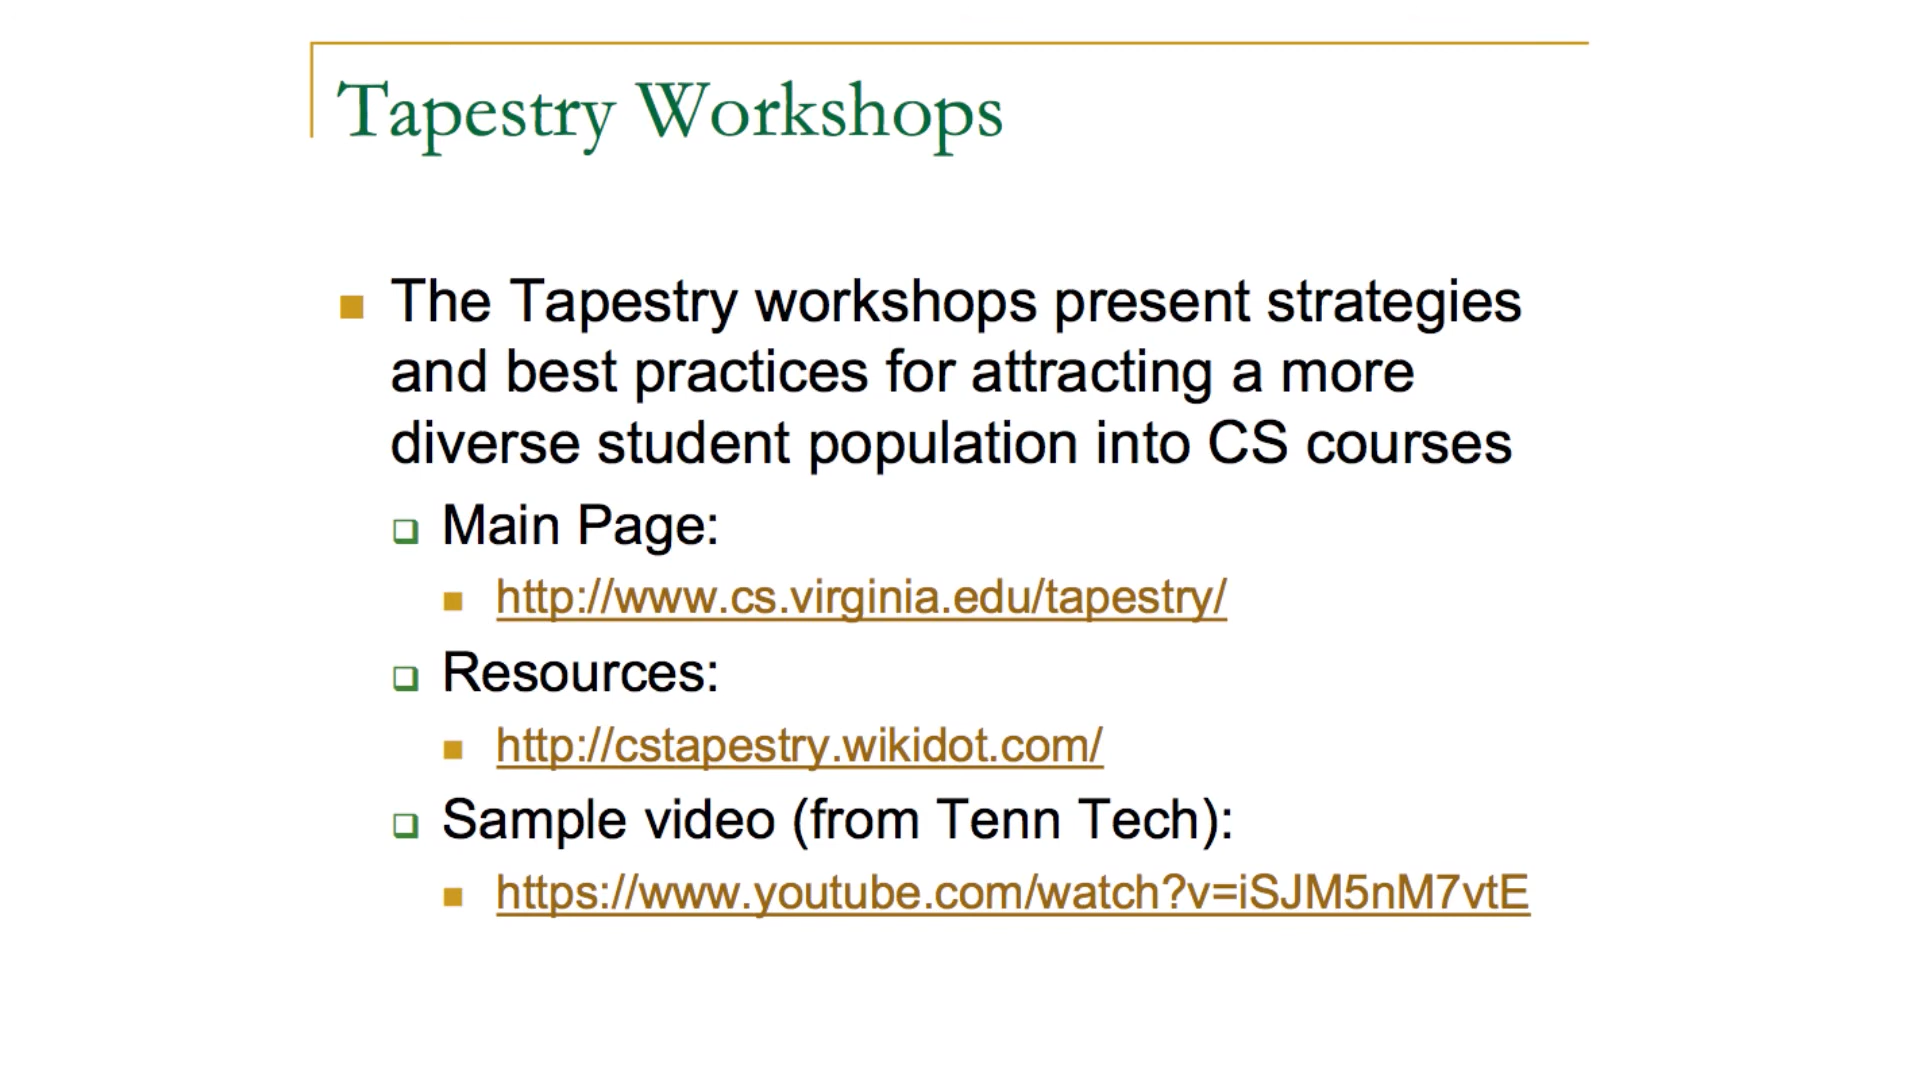 Tapestry Workshops
The Tapestry workshops present strategies
and best practices for attracting a more
diverse student population into CS courses
Main Page:
http://www.cs.virginia.edu/tapestry/
Resources:
http://cstapestry.wikidot.com/
Sample video (from Tenn Tech):
https://www.youtube.com/watch?v=iSJM5nM7vtE